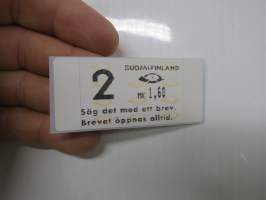 SUOMI-FINLAND
2
MK 1,60
Säg det med ett brev.
Brevet öppnas alltid.